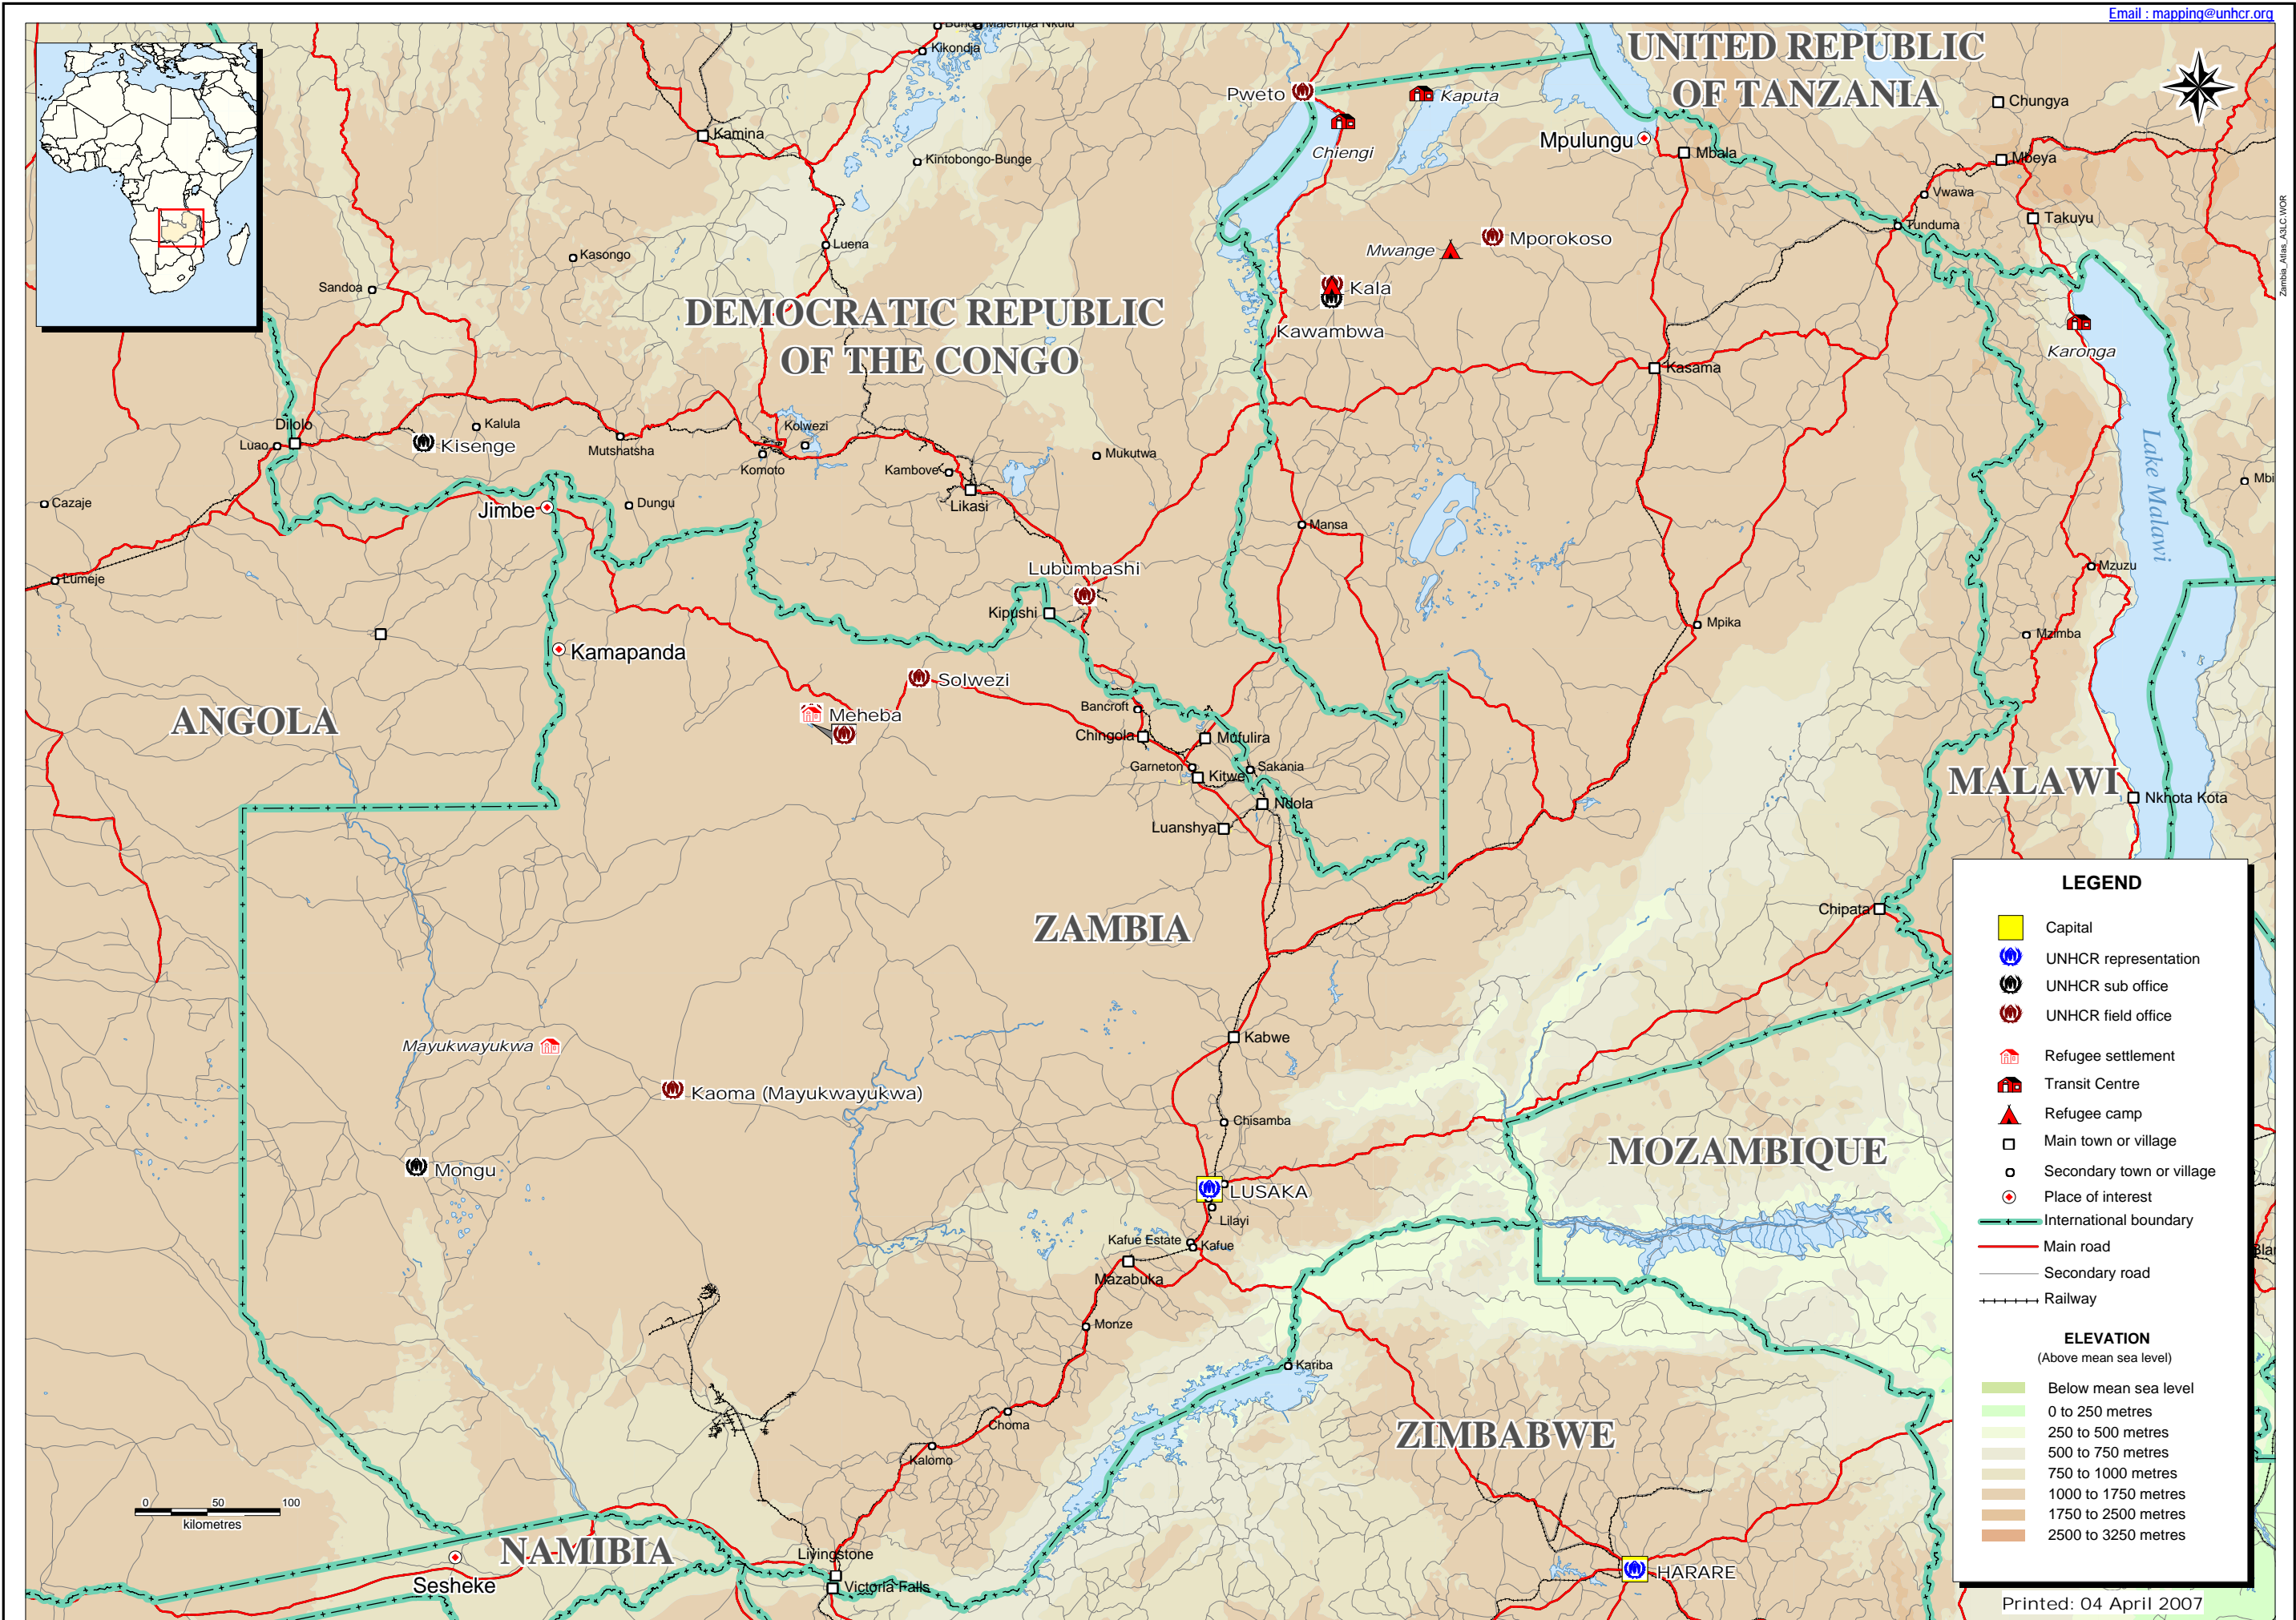 Email : mapping@unhcr.org
UNITED REPUBLIC
OF TANZANIA
Malemba Nkulu
Kikondja
Pweto
Kaputa
Chungya
Kamina
Chiengi
Mpulungu
Mbala
Mbeya
Kintobongo-Bunge
Vwawa
Zambia_Atlas_A3LC.WOR
Takuyu
Tunduma
Luena
Mporokoso
Mwange
Kasongo
Sandoa
Kala
Kawambwa
DEMOCRATIC REPUBLIC
OF THE CONGO
Karonga
Kasama
Dilolo
Luao
Kisenge
Kalula
Mutshatsha
Kolwezi
Komoto
Kambove
Mukutwa
Lake Malawi
Mbi
Cazaje
Jimbe
Dungu
Likasi
Mansa
Lumeje
Lubumbashi
Mzuzu
Kipushi
Mpika
Mzimba
Kamapanda
Solwezi
Bancroft
Meheba
ANGOLA
Chingola
Mufulira
Garneton
Kitwe
Sakania
MALAWI
Nkhota Kota
Ndola
Luanshya
ZAMBIA
Chipata
Kabwe
Mayukwayukwa
Kaoma (Mayukwayukwa)
Chisamba
MOZAMBIQUE
Mongu
LUSAKA
Lilayi
Kafue Estate
Kafue
Mazabuka
Blan
Monze
Kariba
Choma
ZIMBABWE
Kalomo
0 50 100
kilometres
NAMIBIA
Livingstone
Victoria Falls
Sesheke
HARARE
LEGEND
Capital
UNHCR representation
UNHCR sub office
UNHCR field office
Refugee settlement
Transit Centre
Refugee camp
Main town or village
Secondary town or village
Place of interest
International boundary
Main road
Secondary road
Railway
ELEVATION
(Above mean sea level)
Below mean sea level
0 to 250 metres
250 to 500 metres
500 to 750 metres
750 to 1000 metres
1000 to 1750 metres
1750 to 2500 metres
2500 to 3250 metres
Printed: 04 April 2007